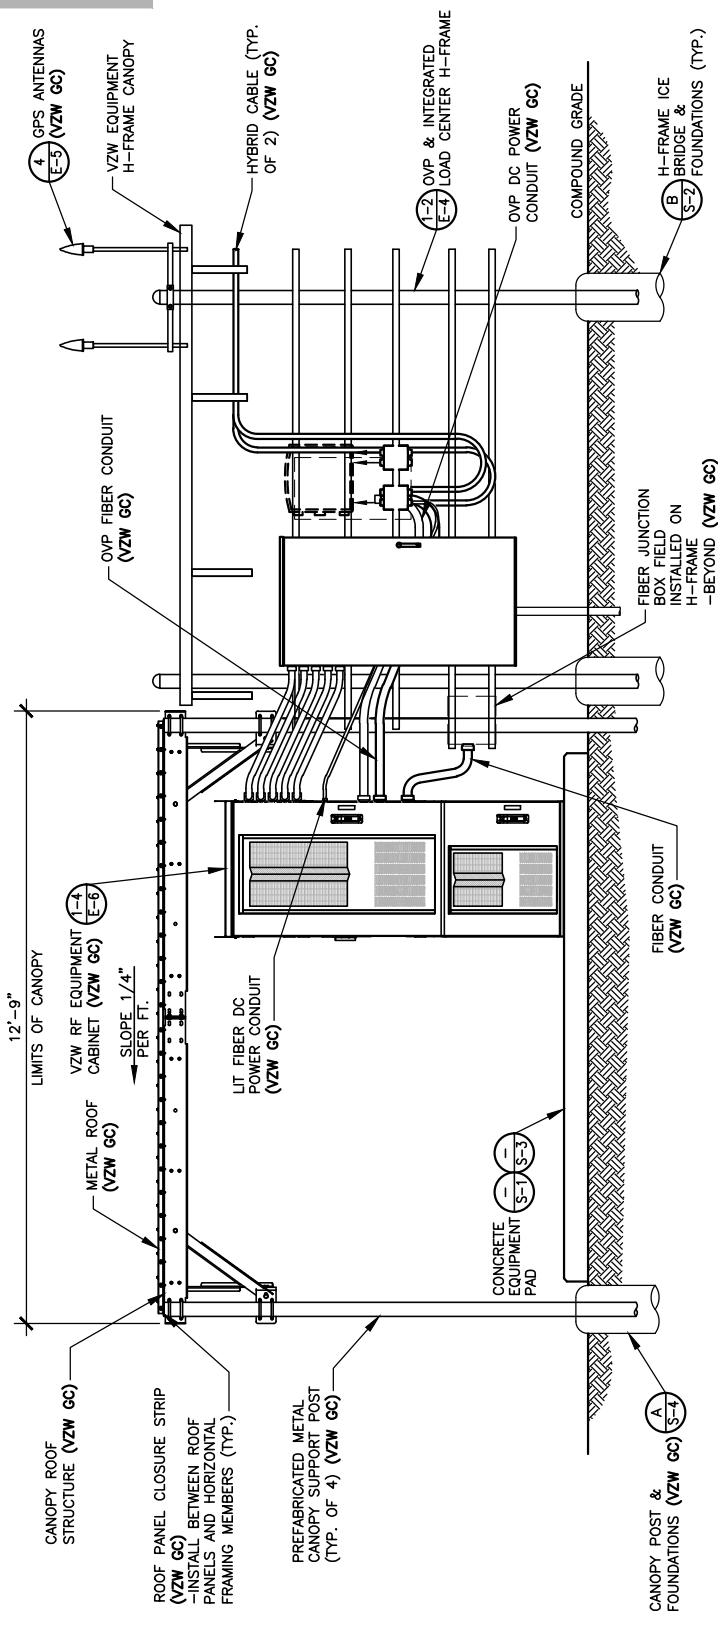 12'-9"
LIMITS OF CANOPY
CANOPY ROOF
STRUCTURE (VZW GC)
METAL ROOF
(VZW GC)
SLOPE 1/4"
PER FT.
VZW RF EQUIPMENT
CABINET (VZW GC)
1-4
E-6
OVP FIBER CONDUIT
(VZW GC)
4
E-5
GPS ANTENNAS
(VZW GC)
VZW EQUIPMENT
H-FRAME CANOPY
HYBRID CABLE (TYP.
OF 2) (VZW GC)
1-2
E-4
OVP & INTEGRATED
LOAD CENTER H-FRAME
OVP DC POWER
CONDUIT (VZW GC)
COMPOUND GRADE
B
S-2
H-FRAME ICE
BRIDGE &
FOUNDATIONS (TYP.)
ROOF PANEL CLOSURE STRIP
(VZW GC)
-INSTALL BETWEEN ROOF
PANELS AND HORIZONTAL
FRAMING MEMBERS (TYP.)
PREFABRICATED METAL
CANOPY SUPPORT POST
(TYP. OF 4) (VZW GC)
LIT FIBER DC
POWER CONDUIT
(VZW GC)
CONCRETE
EQUIPMENT
PAD
-
S-1
-
S-3
FIBER CONDUIT
(VZW GC)
FIBER JUNCTION
BOX FIELD
INSTALLED ON
H-FRAME
-BEYOND (VZW GC)
CANOPY POST &
FOUNDATIONS (VZW GC)
A
S-4